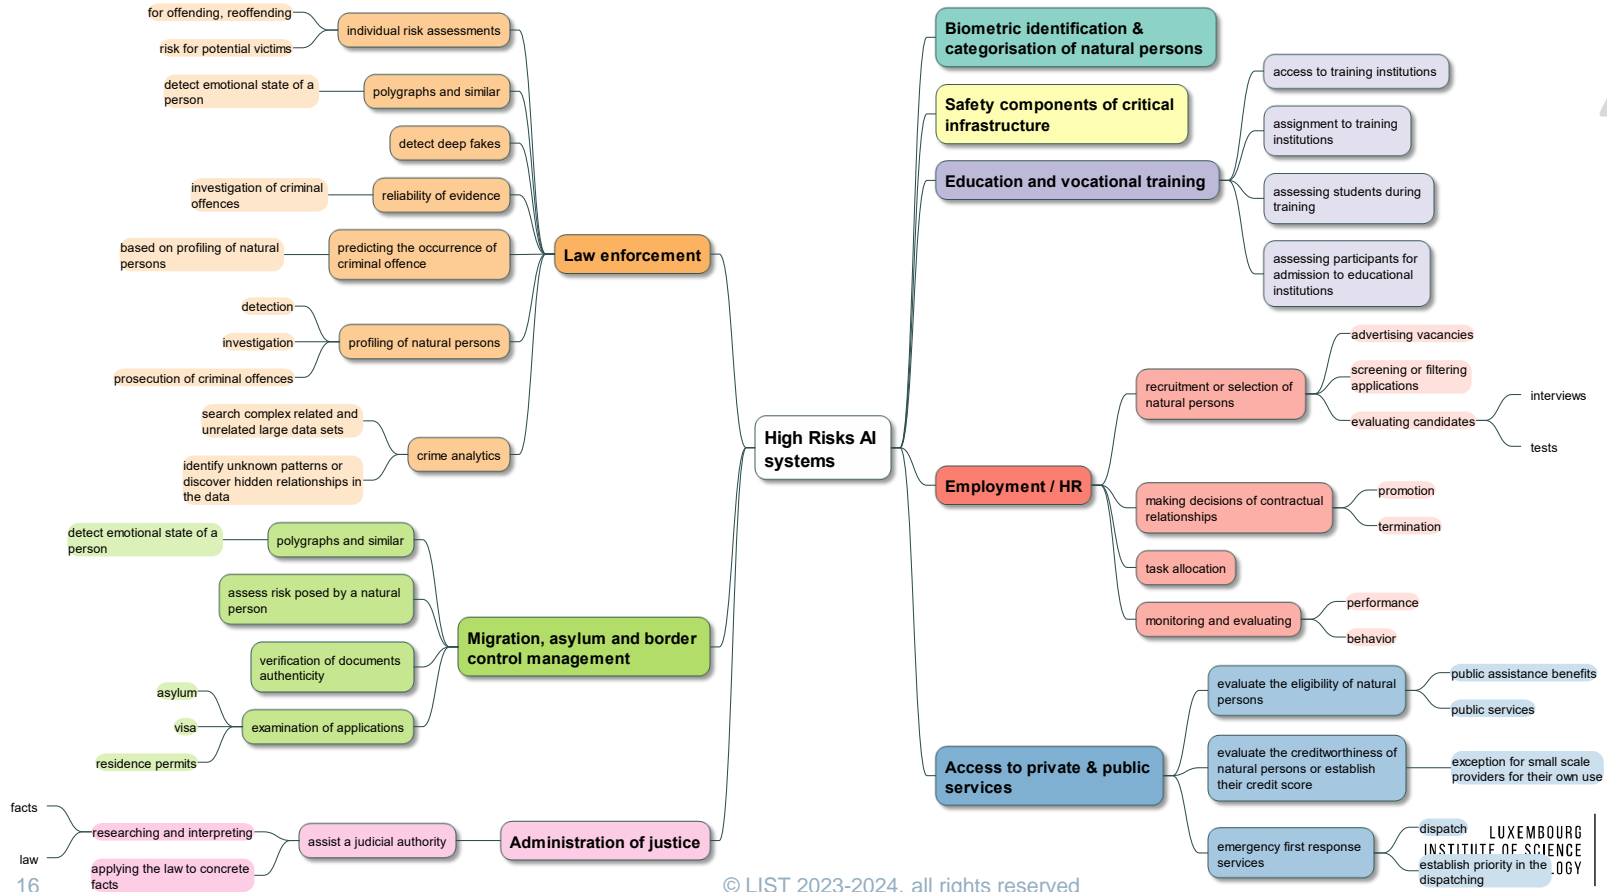 for offending, reoffending
risk for potential victims
individual risk assessments
detect emotional state of a
person
polygraphs and similar
detect deep fakes
investigation of criminal
offences
reliability of evidence
based on profiling of natural
persons
predicting the occurrence of
criminal offence
detection
investigation
prosecution of criminal offences
profiling of natural persons
search complex related and
unrelated large data sets
identify unknown patterns or
discover hidden relationships in
the data
crime analytics
Law enforcement
detect emotional state of a
person
polygraphs and similar
assess risk posed by a natural
person
verification of documents
authenticity
asylum
visa
residence permits
examination of applications
Migration, asylum and border
control management
facts
law
researching and interpreting
applying the law to concrete
facts
assist a judicial authority
Administration of justice
High Risks AI
systems
Biometric identification &
categorisation of natural persons
Safety components of critical
infrastructure
Education and vocational training
access to training institutions
assignment to training
institutions
assessing students during
training
assessing participants for
admission to educational
institutions
Employment / HR
recruitment or selection of
natural persons
advertising vacancies
screening or filtering
applications
evaluating candidates
interviews
tests
making decisions of contractual
relationships
promotion
termination
task allocation
monitoring and evaluating
performance
behavior
Access to private & public
services
evaluate the eligibility of natural
persons
public assistance benefits
public services
evaluate the creditworthiness of
natural persons or establish
their credit score
exception for small scale
providers for their own use
emergency first response
services
dispatch
establish priority in the
dispatching
LUXEMBOURG
INSTITUTE OF SCIENCE
16
© LIST 2023-2024, all rights reserved